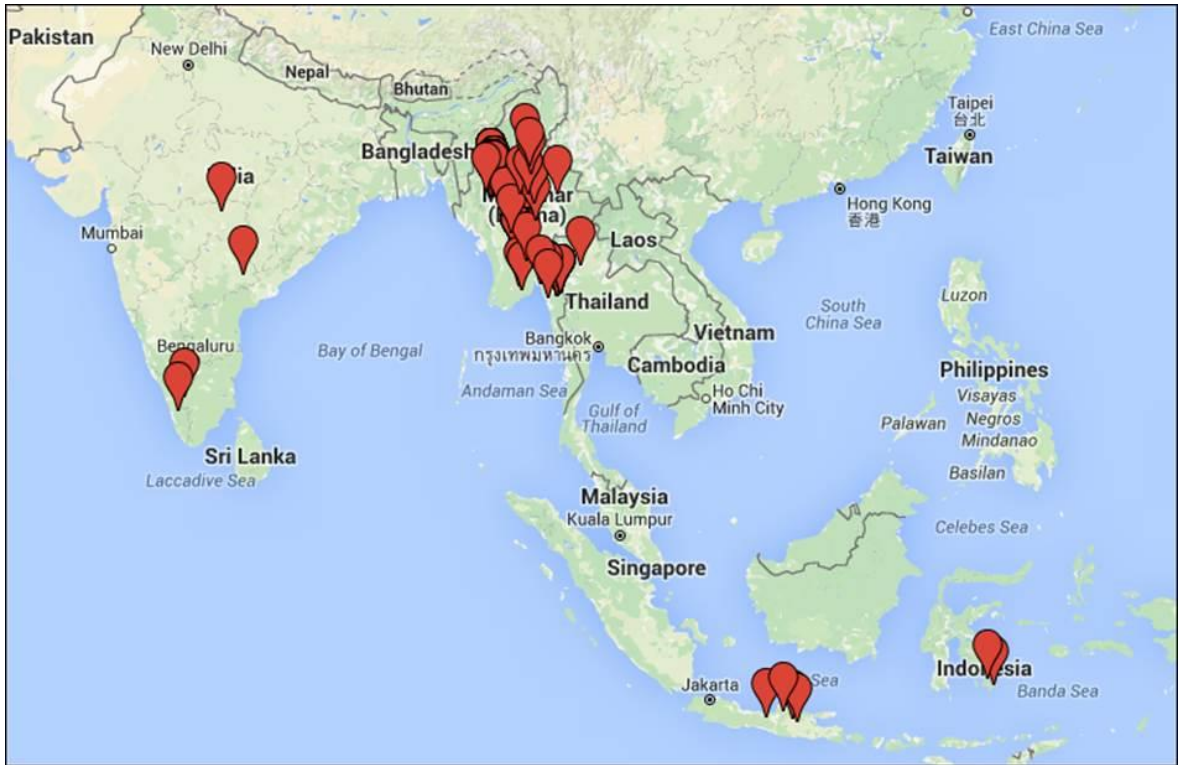 East China Sea
Pakistan
New Delhi
Nepal
Bhutan
Taipei
台北
Bangladesh
Taiwan
Hong Kong
香港
Mumbai
Laos
Thailand
Luzon
South
China Sea
Vietnam
Bangkok
กรุงเทพมหานคร
Bengaluru
Bay of Bengal
Cambodia
Philippines
Andaman Sea
Ho Chi
Minh City
Visayas
Gulf of
Thailand
Palawan
Negros
Mindanao
Sri Lanka
Laccadive Sea
Basilan
Malaysia
Kuala Lumpur
Celebes Sea
Singapore
Jakarta
Sea
Banda Sea